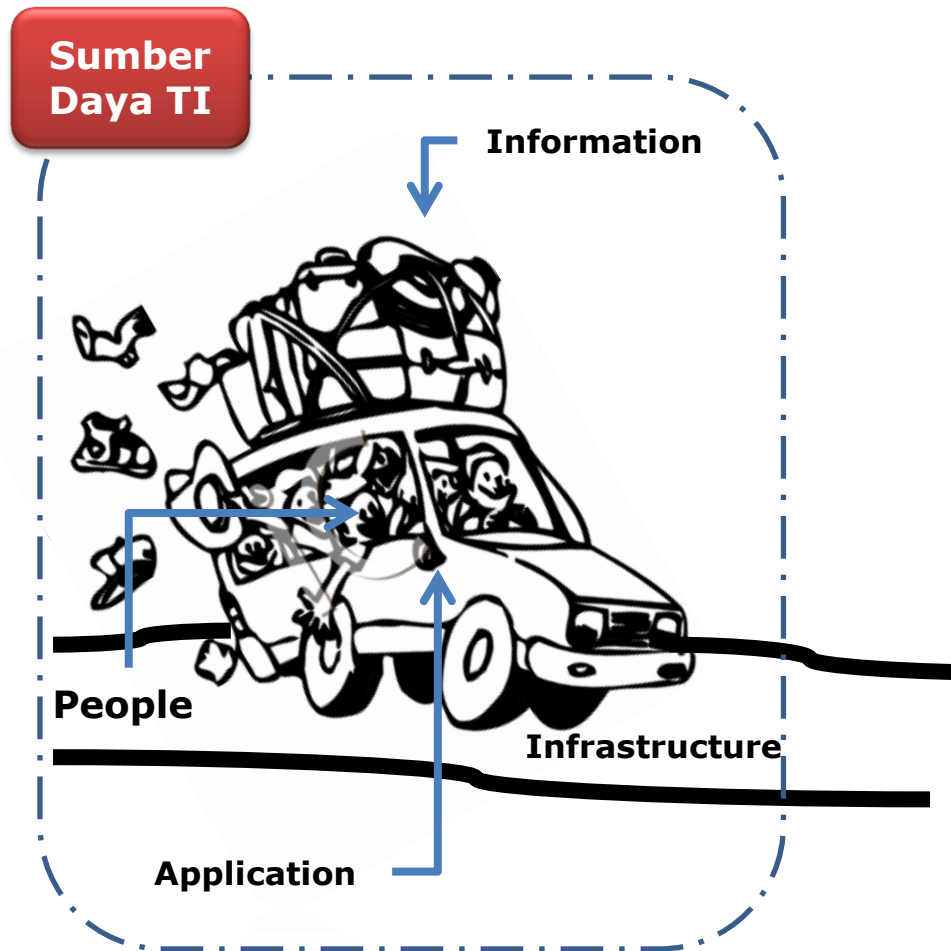 Sumber
Daya TI
Information
People
Infrastructure
Application